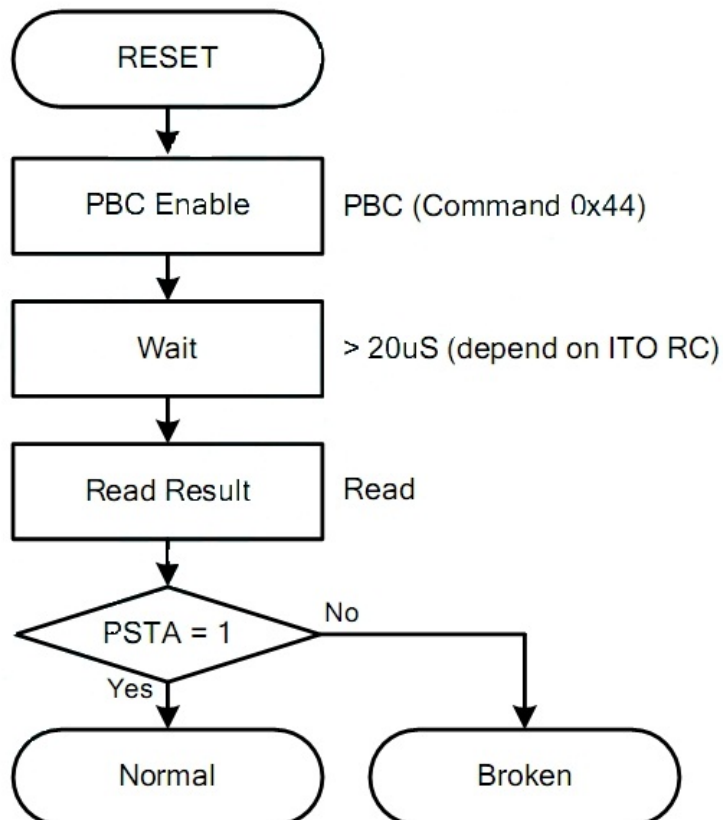 RESET
PBC Enable
PBC (Command 0x44)
Wait
> 20uS (depend on ITO RC)
Read Result
Read
PSTA = 1
No
Yes
Normal
Broken